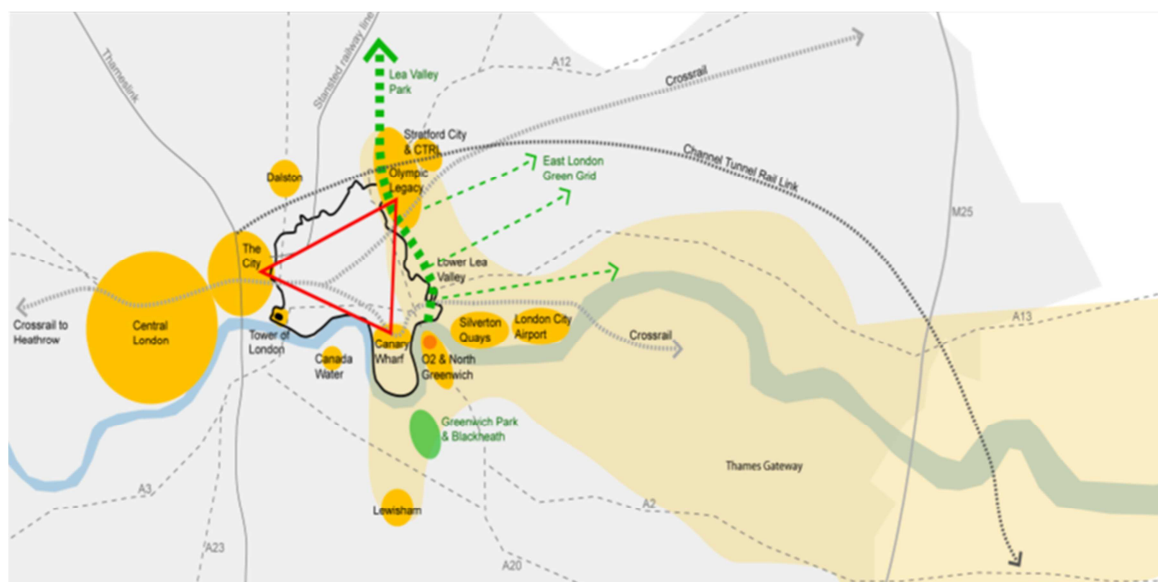 Thameslink
Stansted railway line
Lea Valley
Park
A12
Crossrail
Stratford City
& CTRL
Olympic
Legacy
East London
Green Grid
Channel Tunnel Rail Link
Dalston
M25
The
City
Lower Lea
Valley
Crossrail to
Heathrow
Central
London
Tower of
London
Canada
Water
Canary
Wharf
Silverton
Quays
London City
Airport
O2 & North
Greenwich
Crossrail
A13
Greenwich Park
& Blackheath
Thames Gateway
A3
Lewisham
A2
A23
A20